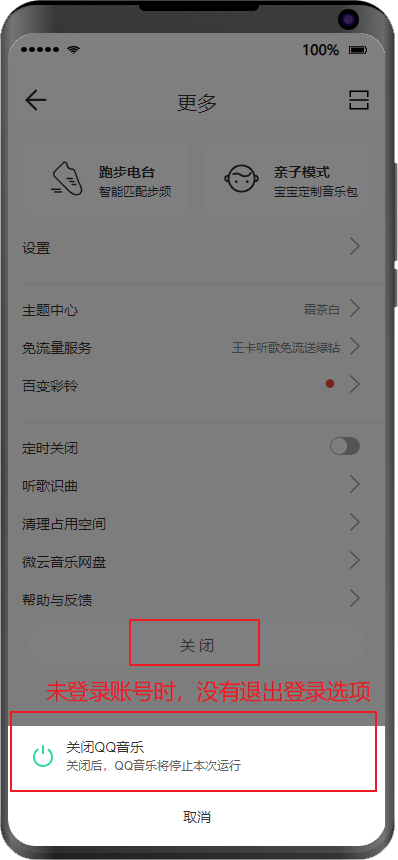 100%
更多
跑步电台
智能匹配步频
亲子模式
宝宝定制音乐包
设置
主题中心 霜茶白
免流量服务 王卡听歌免流送绿钻
百变彩铃
定时关闭
听歌识曲
清理占用空间
微云音乐网盘
帮助与反馈
关闭
未登录账号时，没有退出登录选项
关闭QQ音乐
关闭后，QQ音乐将停止本次运行
取消